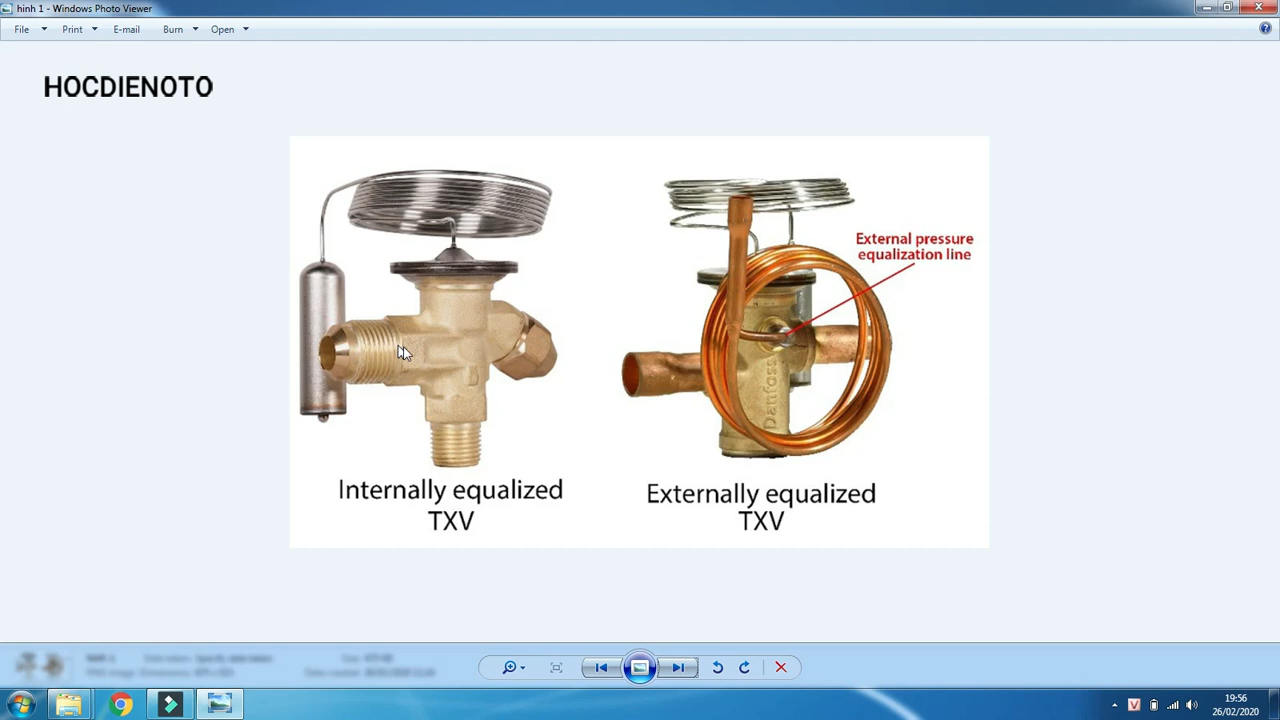 hinh 1 - Windows Photo Viewer
File Print E-mail Burn Open
HOCDIENOTO
External pressure
equalization line
Danfoss
Internally equalized
TXV
Externally equalized
TXV
19:56
V
26/02/2020